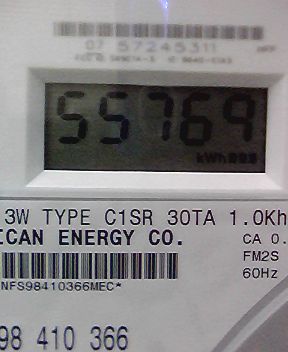 07 57245311
55769
kWh
3W TYPE C1SR 30TA 1.0Kh
ICAN ENERGY CO.
CA 0.
FM2S
60Hz
NFS98410366MEC*
98 410 366